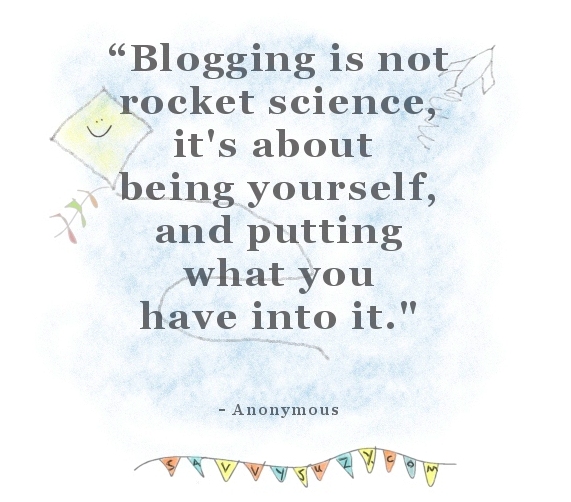 “Blogging is not
rocket science,
it's about
being yourself,
and putting
what you
have into it."
- Anonymous
SAVVYSUZY.COM